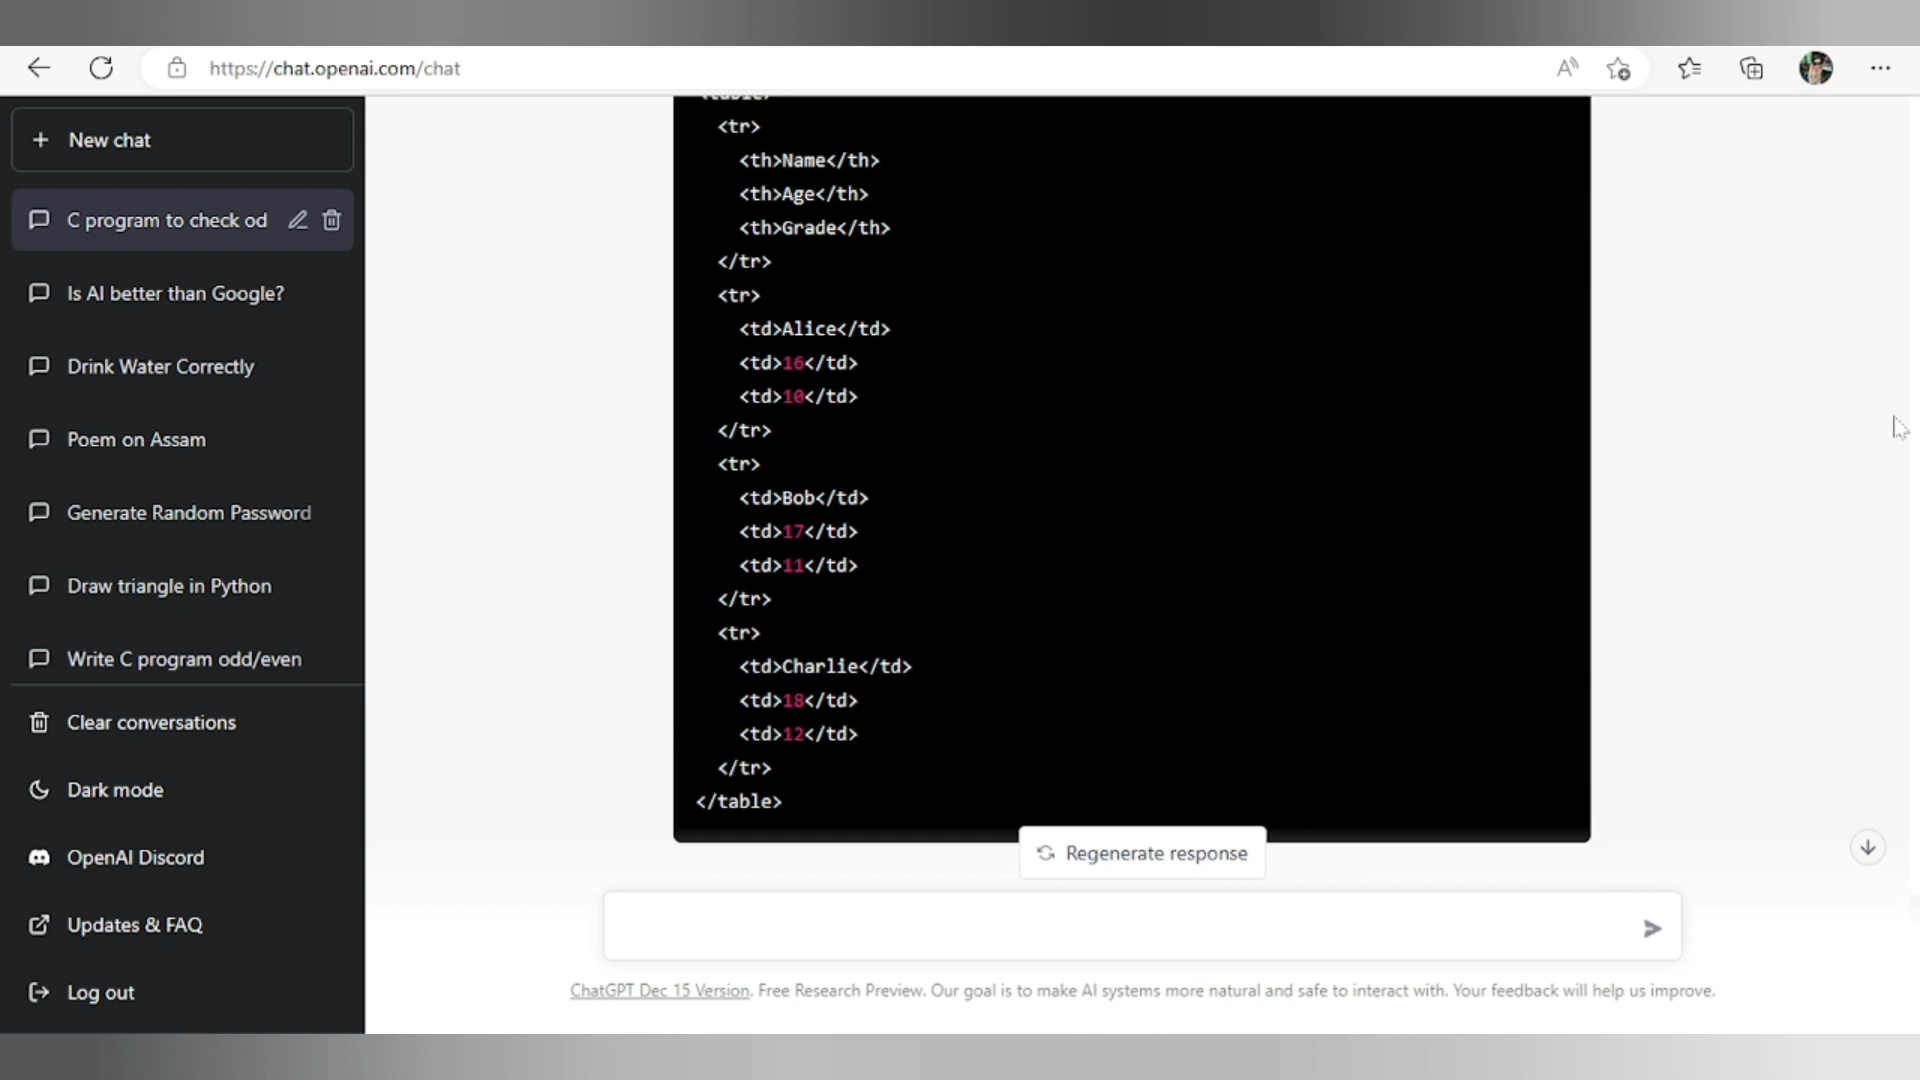 https://chat.openai.com/chat
New chat
C program to check od
Is AI better than Google?
Drink Water Correctly
Poem on Assam
Generate Random Password
Draw triangle in Python
Write C program odd/even
Clear conversations
Dark mode
OpenAI Discord
Updates & FAQ
Log out
<table>
<tr>
<th>Name</th>
<th>Age</th>
<th>Grade</th>
</tr>
<tr>
<td>Alice</td>
<td>16</td>
<td>10</td>
</tr>
<tr>
<td>Bob</td>
<td>17</td>
<td>11</td>
</tr>
<tr>
<td>Charlie</td>
<td>18</td>
<td>12</td>
</tr>
</table>
Regenerate response
ChatGPT Dec 15 Version. Free Research Preview. Our goal is to make AI systems more natural and safe to interact with. Your feedback will help us improve.